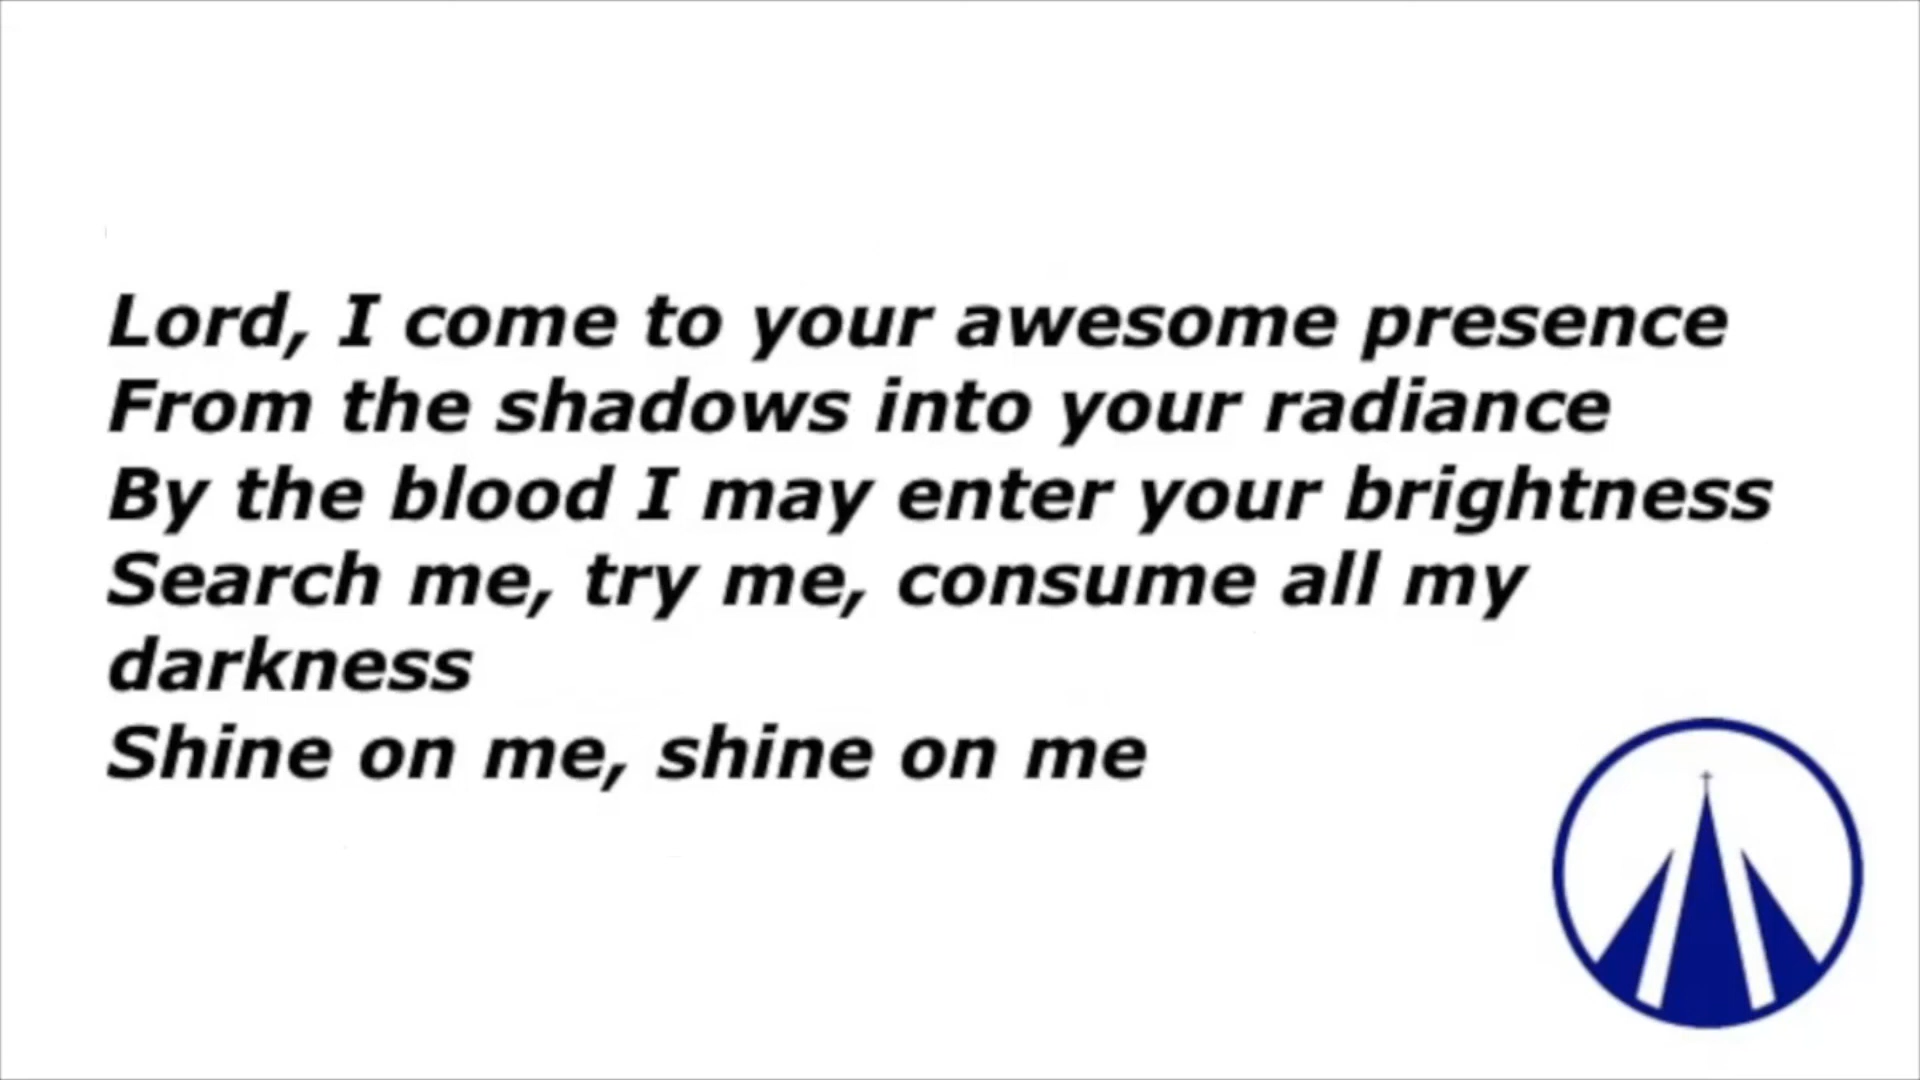 Lord, I come to your awesome presence
From the shadows into your radiance
By the blood I may enter your brightness
Search me, try me, consume all my
darkness
Shine on me, shine on me